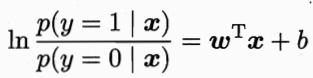 ln p(y = 1 | x) / p(y = 0 | x) = wᵀx + b